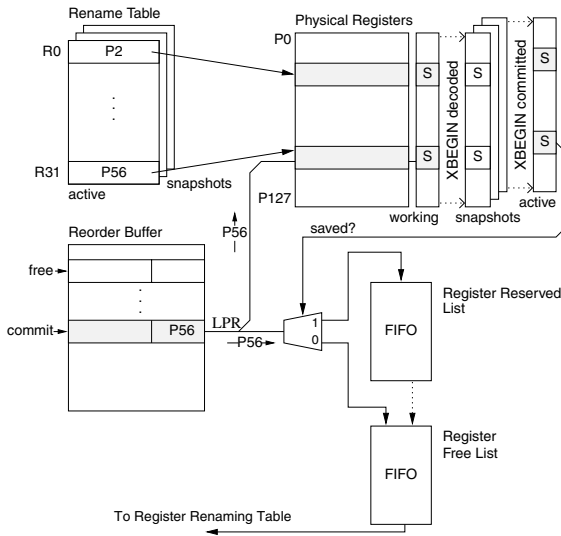 Rename Table
Physical Registers
R0
P2
P0
S
S
S
XBEGIN decoded
XBEGIN committed
R31
P56
S
S
S
active
snapshots
P127
working
snapshots
active
P56
saved?
Reorder Buffer
free
commit
P56
LPR
P56
1
0
FIFO
Register Reserved
List
FIFO
Register
Free List
To Register Renaming Table